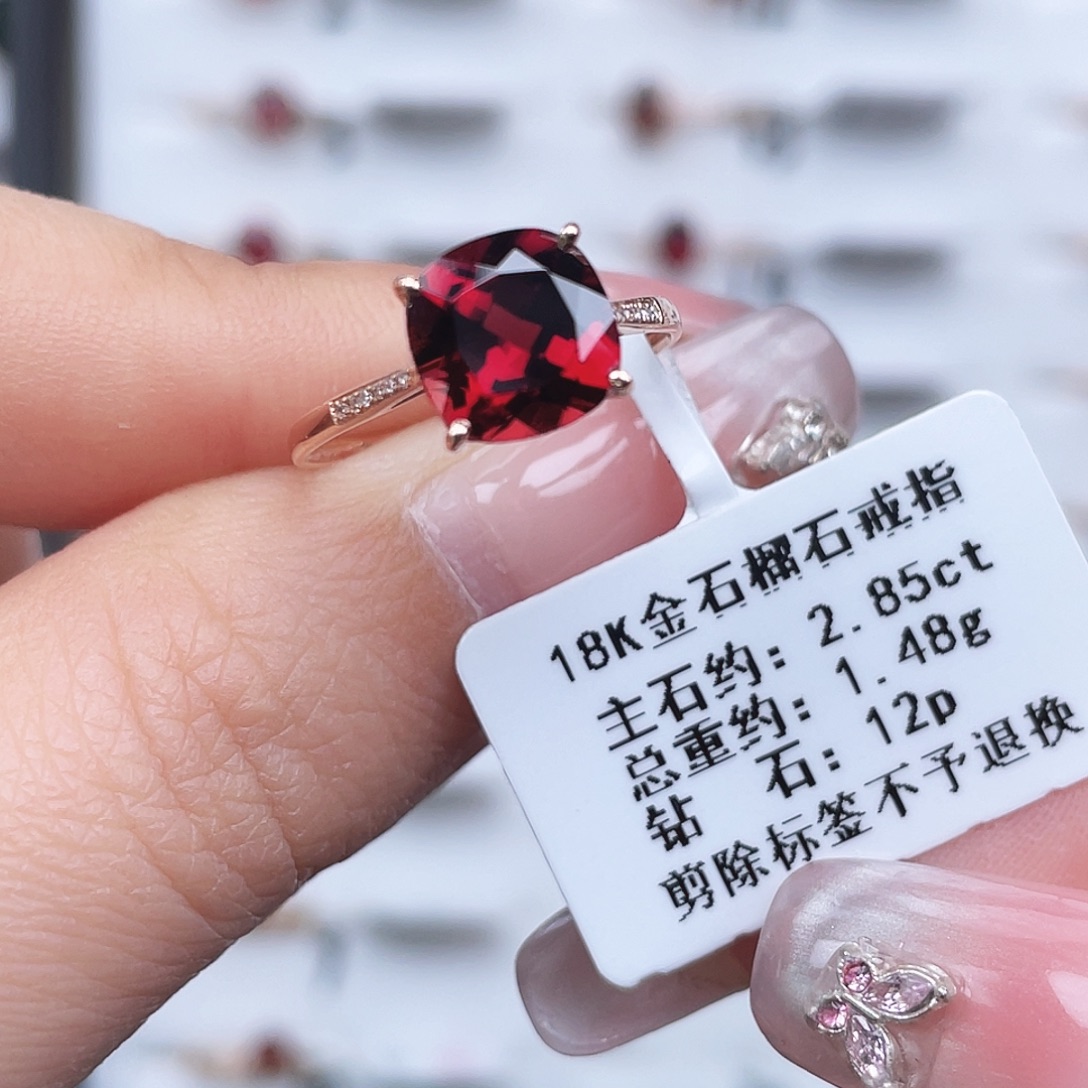 18K金石榴石戒指
主石约: 2.85ct
总重约: 1.48g
钻 石: 12p
剪除标签不予退换